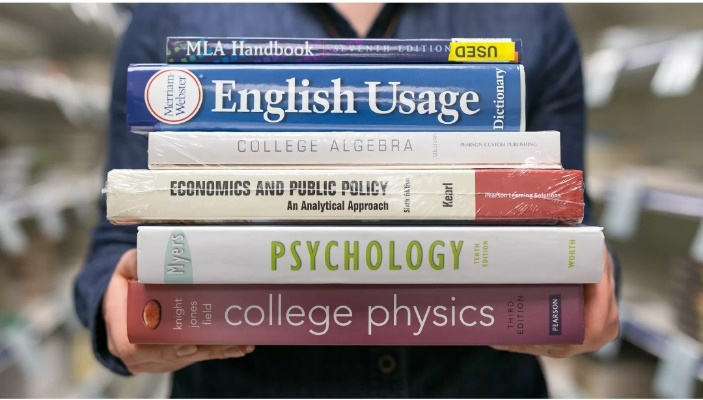 MLA Handbook SEVENTH EDITION USED
Merriam-
Webster
English Usage
Dictionary
COLLEGE ALGEBRA
PEARSON CUSTOM PUBLISHING
ECONOMICS AND PUBLIC POLICY
An Analytical Approach
Sixth Edition
Kearl
Pearson Learning Solutions
Myers
PSYCHOLOGY
TENTH
EDITION
WORTH
knight
jones
field
college physics
THIRD
EDITION
PEARSON